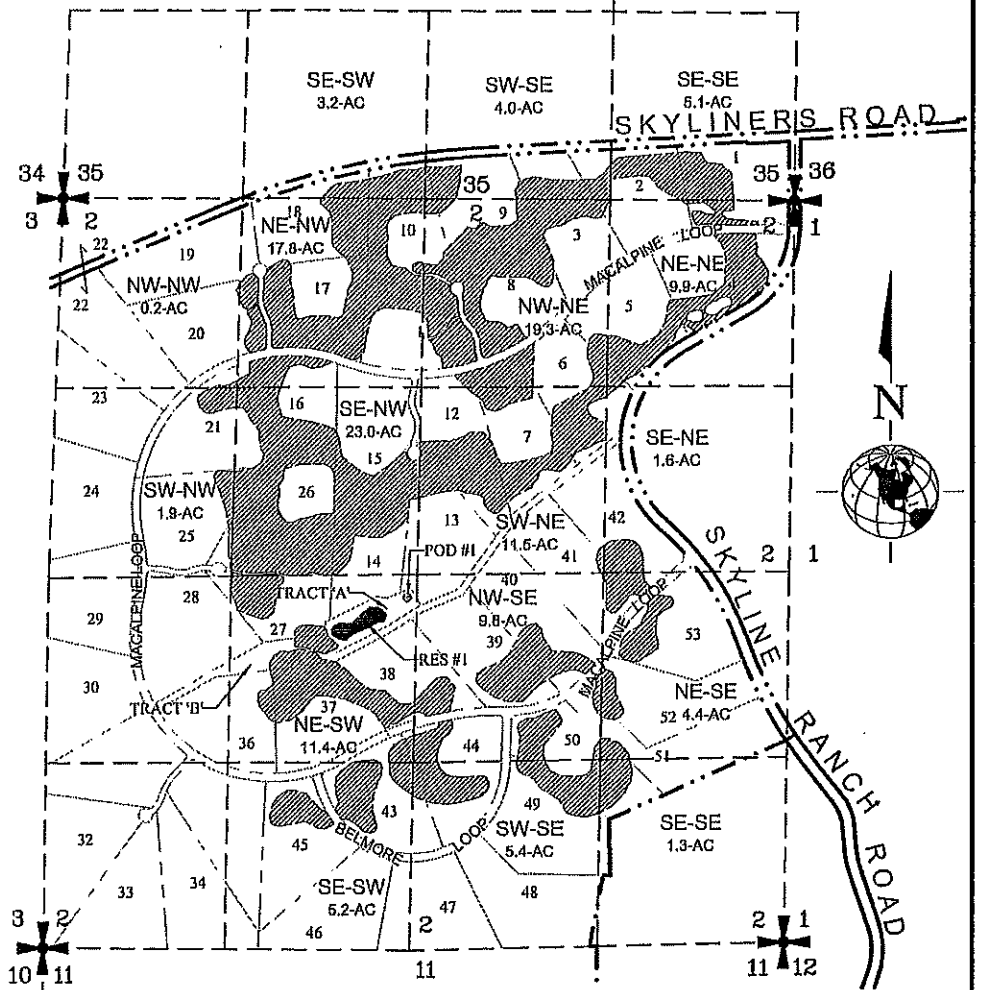 SE-SW
3.2-AC
SW-SE
4.0-AC
SE-SE
5.1-AC
SKYLINERS ROAD
34 35
3 2
35
2
35 36
2 1
1
2
3
5
6
7
8
9
10
12
13
14
15
16
17
18
19
20
21
22
22
23
24
25
26
27
28
29
30
32
33
34
36
37
38
39
40
41
42
43
44
45
46
47
48
49
50
51
52
53
NE-NW
17.8-AC
NW-NW
0.2-AC
MACALPINE LOOP
NE-NE
9.9-AC
NW-NE
19.3-AC
SE-NW
23.0-AC
SE-NE
1.6-AC
N
SW-NW
1.9-AC
SW-NE
11.5-AC
POD #1
2 1
MACALPINE LOOP
TRACT 'A'
NW-SE
9.8-AC
MACALPINE LOOP
RES #1
TRACT 'B'
NE-SW
11.4-AC
NE-SE
4.4-AC
SKYLINE RANCH ROAD
BELMORE LOOP
SW-SE
5.4-AC
SE-SE
1.3-AC
SE-SW
5.2-AC
3 2
10 11
2
11
2 1
11 12